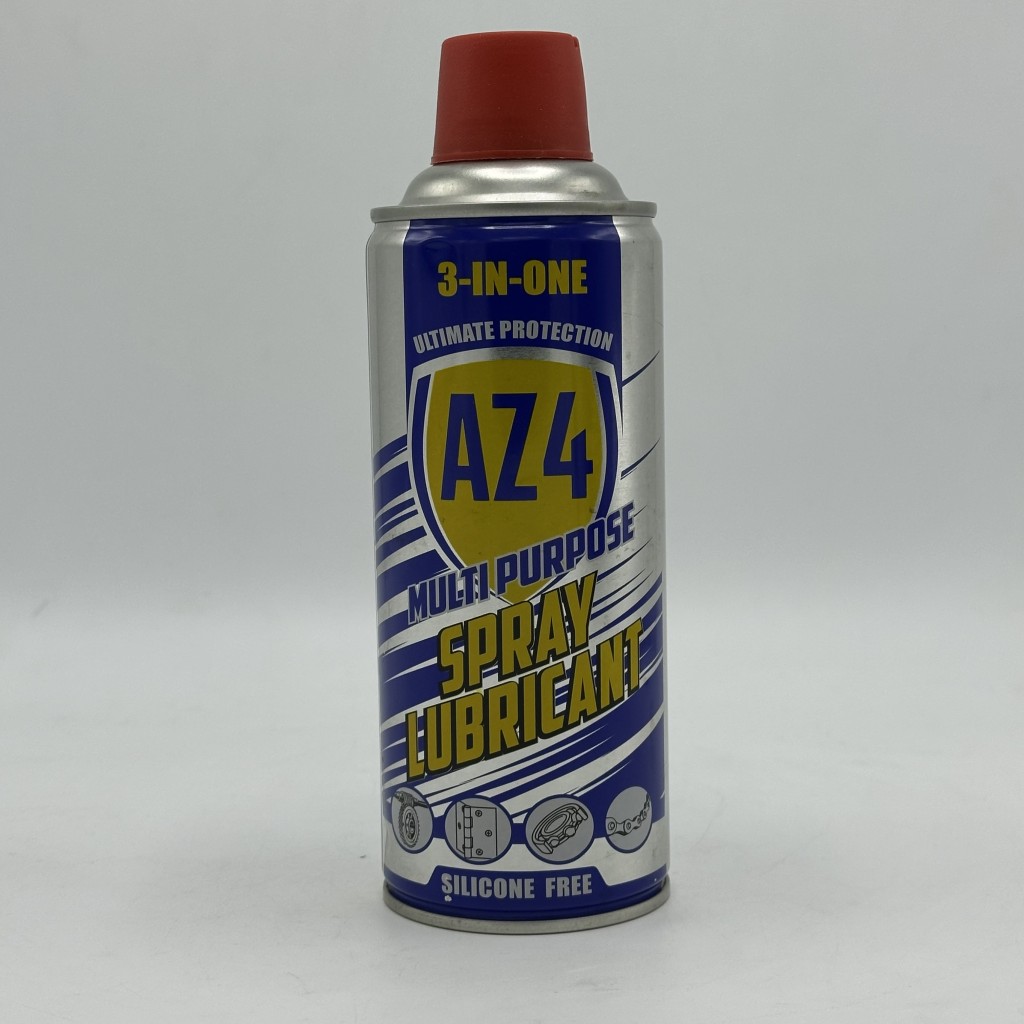 3-IN-ONE
ULTIMATE PROTECTION
AZ4
MULTI PURPOSE
SPRAY
LUBRICANT
SILICONE FREE